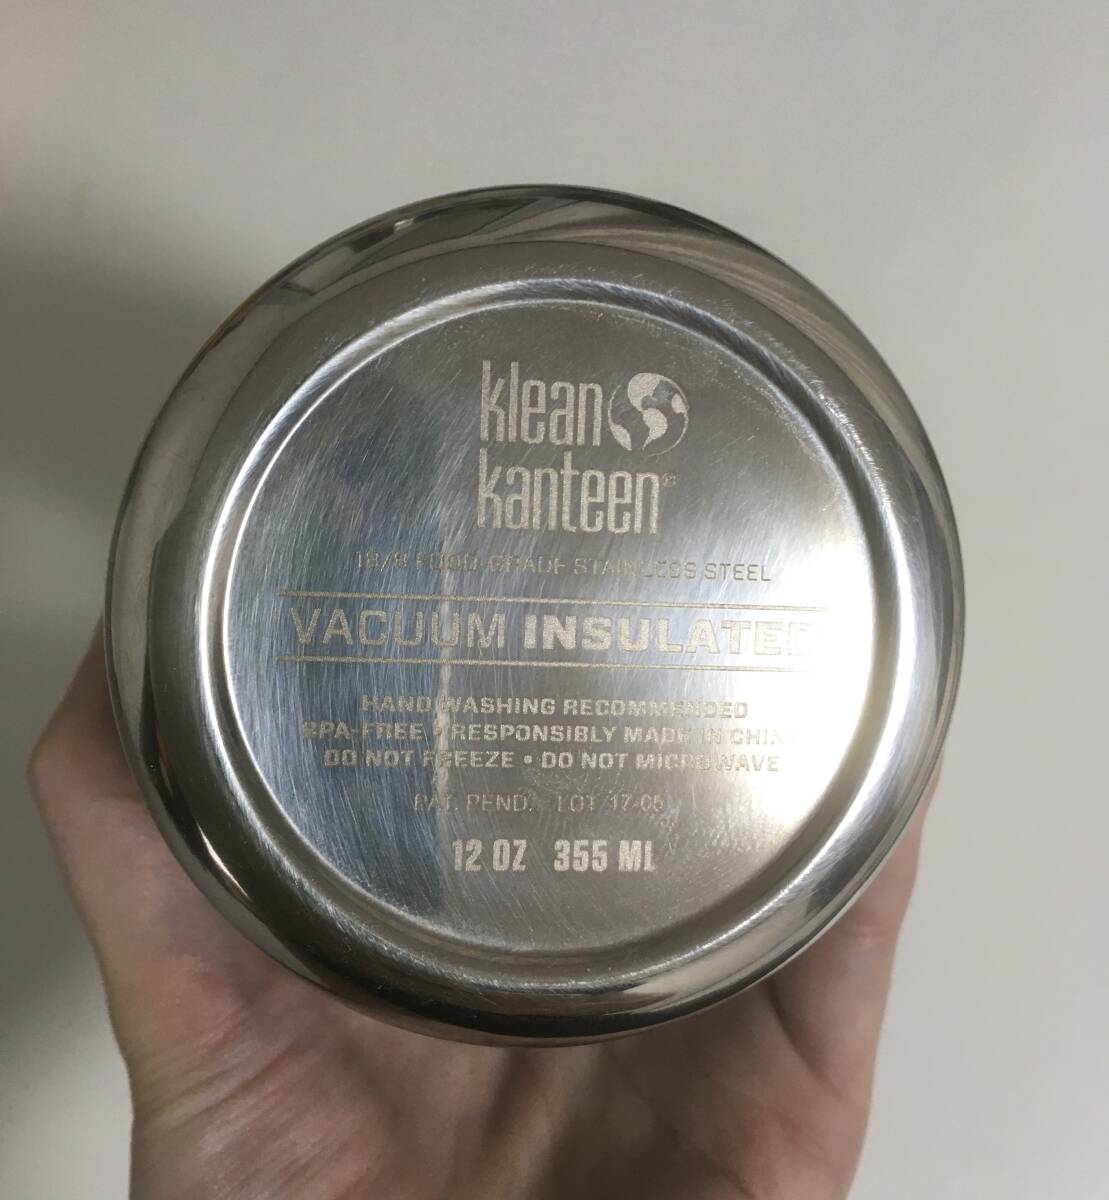 klean
kanteen®
18/8 FOOD-GRADE STAINLESS STEEL
VACUUM INSULATED
HAND WASHING RECOMMENDED
BPA-FREE • RESPONSIBLY MADE IN CHINA
DO NOT FREEZE • DO NOT MICROWAVE
PAT. PEND. LOT 17-05
12 OZ 355 ML